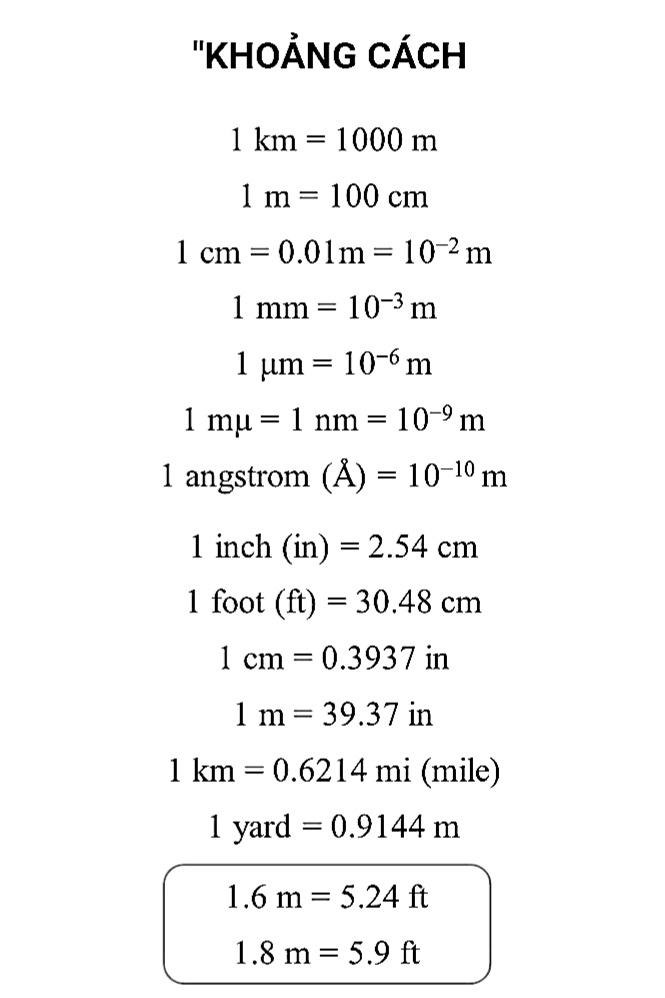 "KHOẢNG CÁCH
1 km = 1000 m
1 m = 100 cm
1 cm = 0.01m = 10⁻² m
1 mm = 10⁻³ m
1 μm = 10⁻⁶ m
1 mμ = 1 nm = 10⁻⁹ m
1 angstrom (Å) = 10⁻¹⁰ m
1 inch (in) = 2.54 cm
1 foot (ft) = 30.48 cm
1 cm = 0.3937 in
1 m = 39.37 in
1 km = 0.6214 mi (mile)
1 yard = 0.9144 m
1.6 m = 5.24 ft
1.8 m = 5.9 ft